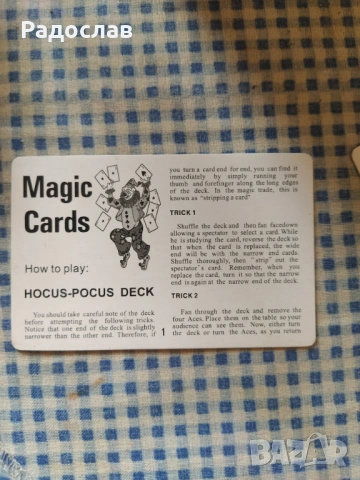 Радослав
Magic
Cards
How to play:
HOCUS-POCUS DECK
You should take careful note of the deck
before attempting the following tricks.
Notice that one end of the deck is slightly
narrower than the other end. Therefore, if
1
you turn a card end for end, you can find it
immediately by simply running your
thumb and forefinger along the long edges
of the deck. In the magic trade, this is
known as "stripping a card"
TRICK 1
Shuffle the deck and then fan facedown
allowing a spectator to select a card. While
he is studying the card, reverse the deck so
that when the card is replaced, the wide
end will be with the narrow end cards.
Shuffle thoroughly, then "strip" out the
spectator's card. Remember, when you
replace the card, turn it so that the narrow
end is again at the narrow end of the deck.
TRICK 2
Fan through the deck and remove the
four Aces. Place them on the table so your
audience can see them. Now, either turn
the deck or turn the Aces, as you return
BAZAR
bg